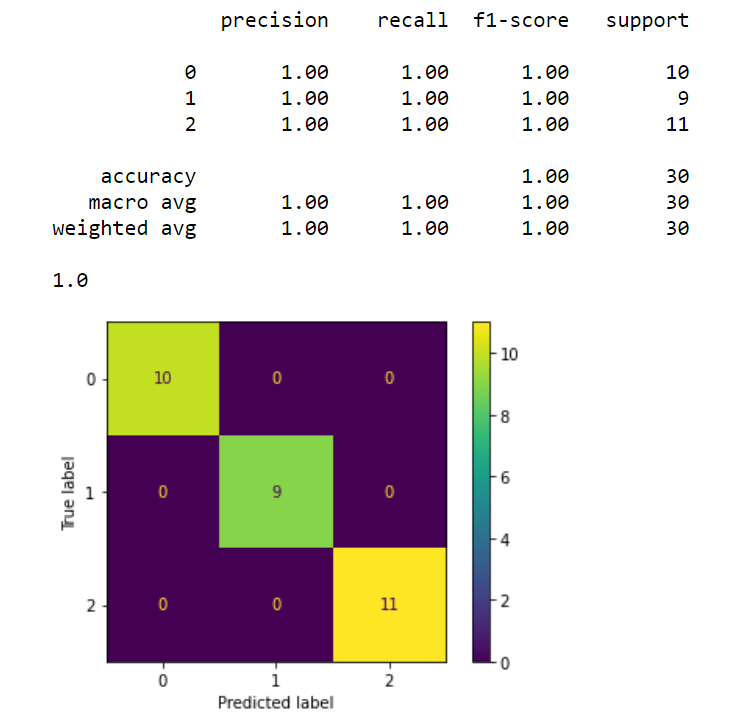 precision recall f1-score support
0 1.00 1.00 1.00 10
1 1.00 1.00 1.00 9
2 1.00 1.00 1.00 11
accuracy 1.00 30
macro avg 1.00 1.00 1.00 30
weighted avg 1.00 1.00 1.00 30
1.0
0 10 0 0
1 0 9 0
2 0 0 11
True label
0 1 2
Predicted label
10
8
6
4
2
0